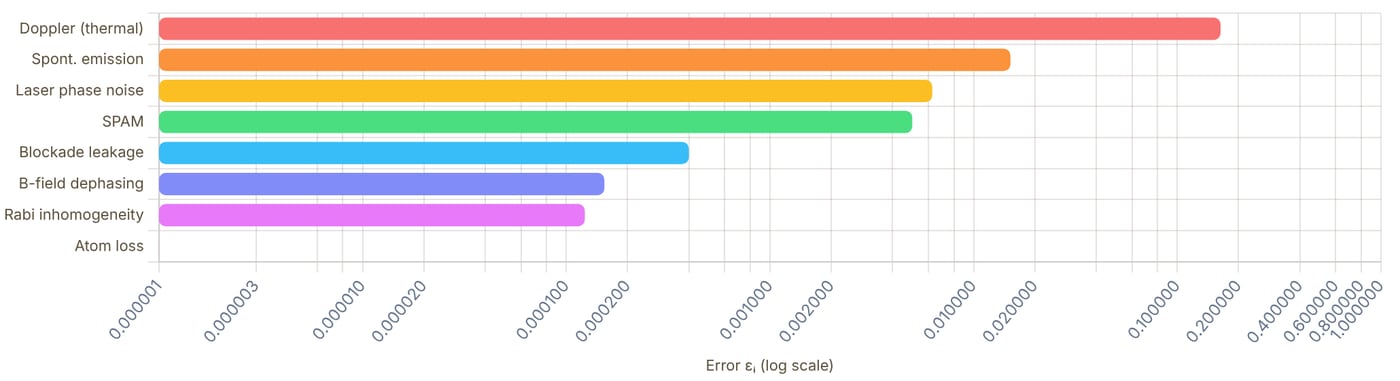 Doppler (thermal)
Spont. emission
Laser phase noise
SPAM
Blockade leakage
B-field dephasing
Rabi inhomogeneity
Atom loss
0.000001
0.000003
0.000010
0.000020
0.000100
0.000200
0.001000
0.002000
0.010000
0.020000
0.100000
0.200000
0.400000
0.600000
0.800000
1.000000
Error εᵢ (log scale)